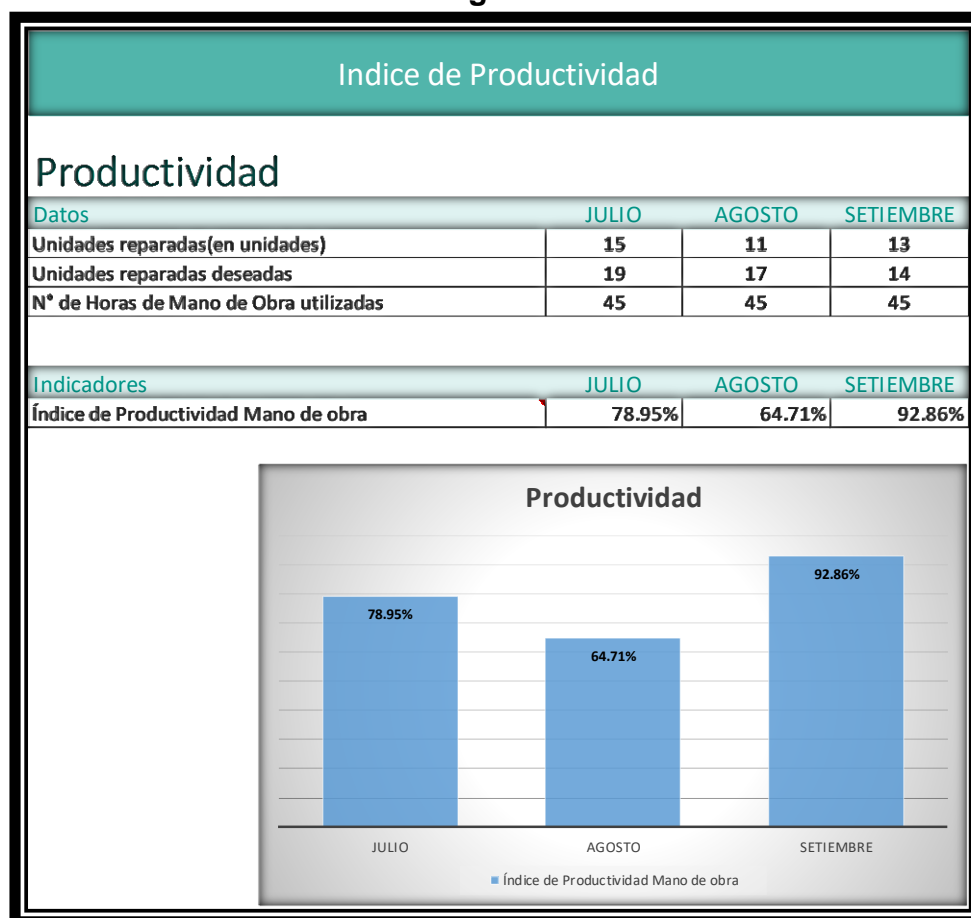 Indice de Productividad
Productividad
Datos JULIO AGOSTO SETIEMBRE
Unidades reparadas(en unidades) 15 11 13
Unidades reparadas deseadas 19 17 14
N° de Horas de Mano de Obra utilizadas 45 45 45
Indicadores JULIO AGOSTO SETIEMBRE
Índice de Productividad Mano de obra 78.95% 64.71% 92.86%
Productividad
92.86%
78.95%
64.71%
JULIO AGOSTO SETIEMBRE
Índice de Productividad Mano de obra